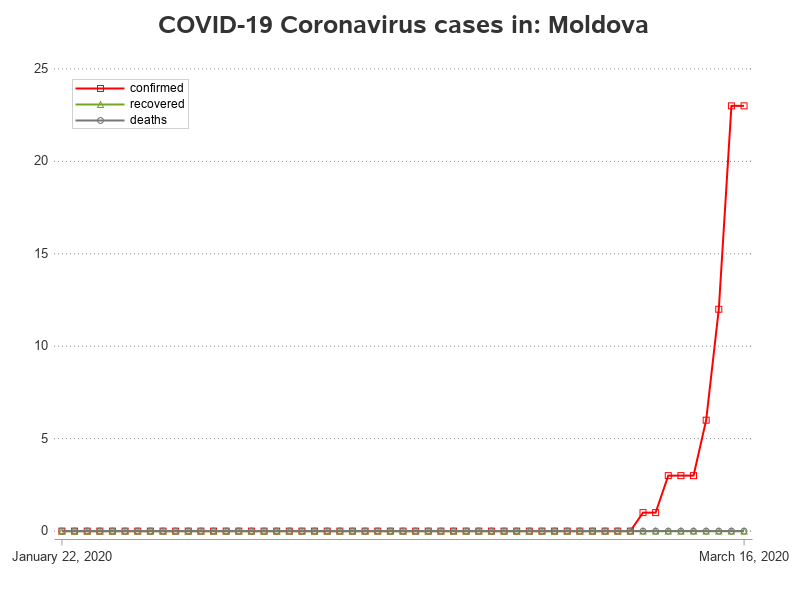 COVID-19 Coronavirus cases in: Moldova
25
confirmed
recovered
deaths
20
15
10
5
0
January 22, 2020
March 16, 2020